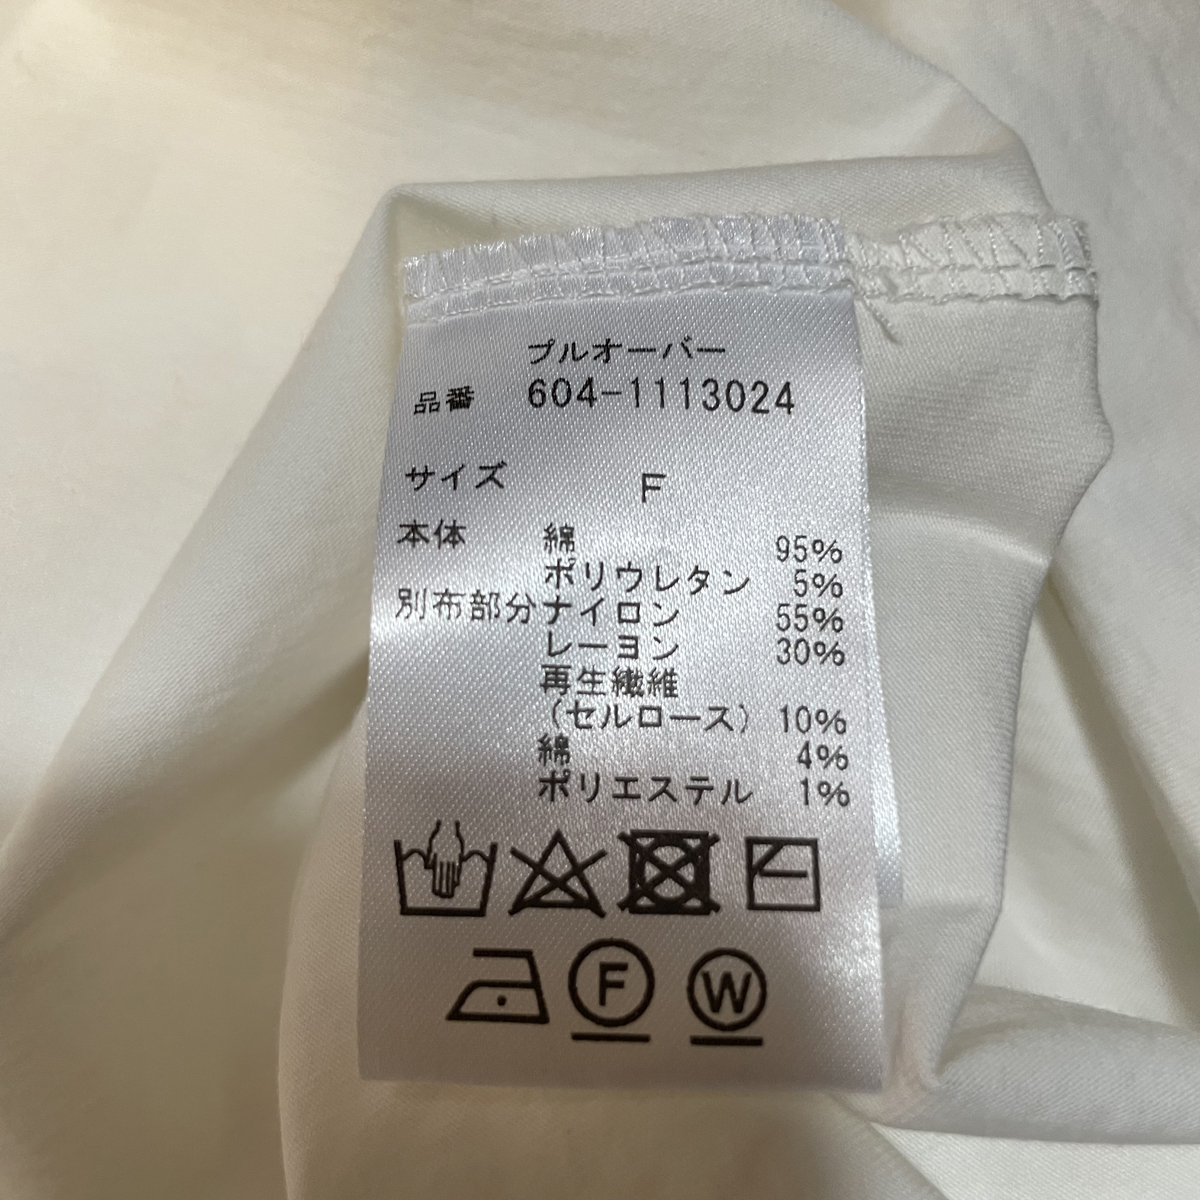 プルオーバー
品番 604-1113024
サイズ F
本体 綿 95%
ポリウレタン 5%
別布部分 ナイロン 55%
レーヨン 30%
再生繊維
(セルロース) 10%
綿 4%
ポリエステル 1%
F W